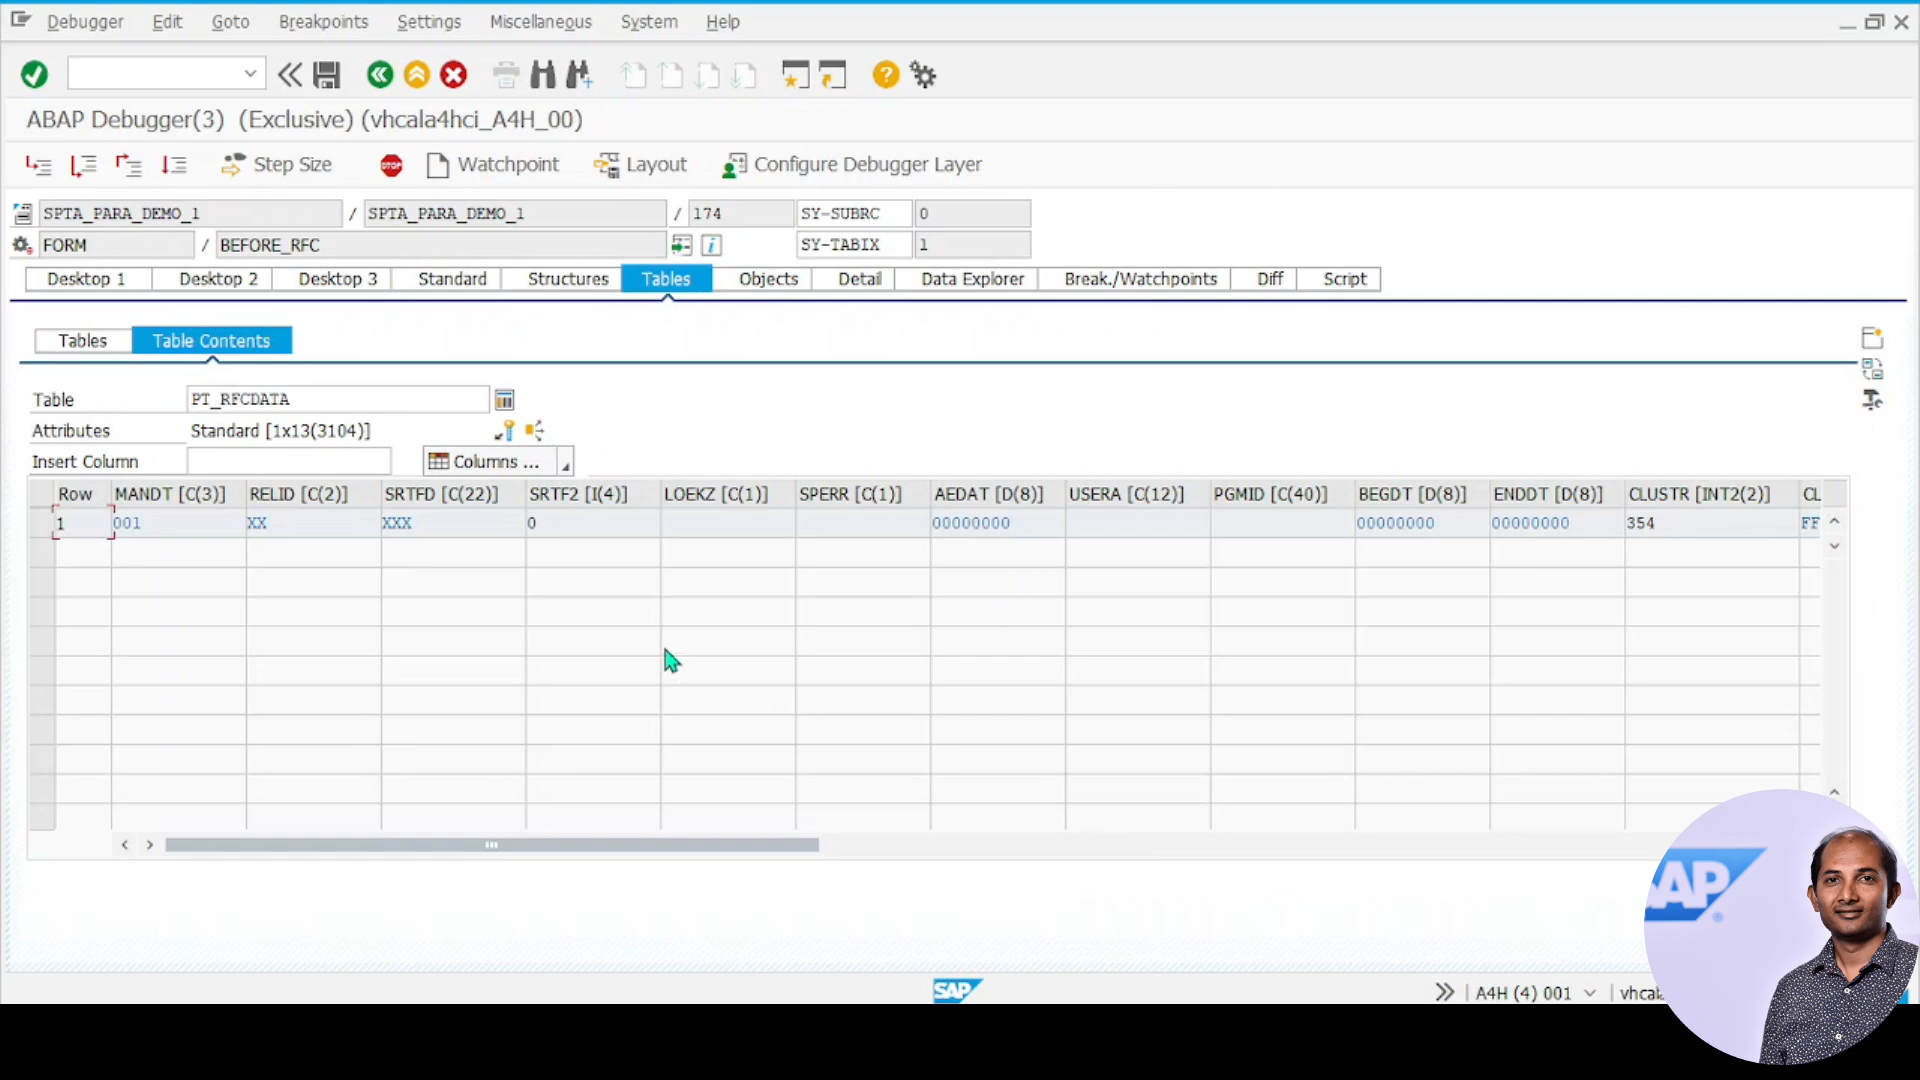 Debugger Edit Goto Breakpoints Settings Miscellaneous System Help
ABAP Debugger(3) (Exclusive) (vhcala4hci_A4H_00)
Step Size STOP Watchpoint Layout Configure Debugger Layer
SPTA_PARA_DEMO_1 / SPTA_PARA_DEMO_1 / 174 SY-SUBRC 0
FORM / BEFORE_RFC SY-TABIX 1
Desktop 1 Desktop 2 Desktop 3 Standard Structures Tables Objects Detail Data Explorer Break./Watchpoints Diff Script
Tables Table Contents
Table PT_RFCDATA
Attributes Standard [1x13(3104)]
Insert Column Columns ...
Row MANDT [C(3)] RELID [C(2)] SRTFD [C(22)] SRTF2 [I(4)] LOEKZ [C(1)] SPERR [C(1)] AEDAT [D(8)] USERA [C(12)] PGMID [C(40)] BEGDT [D(8)] ENDDT [D(8)] CLUSTR [INT2(2)] CL
1 001 XX XXX 0 00000000 00000000 00000000 354 FF
SAP
SAP A4H (4) 001 vhcala